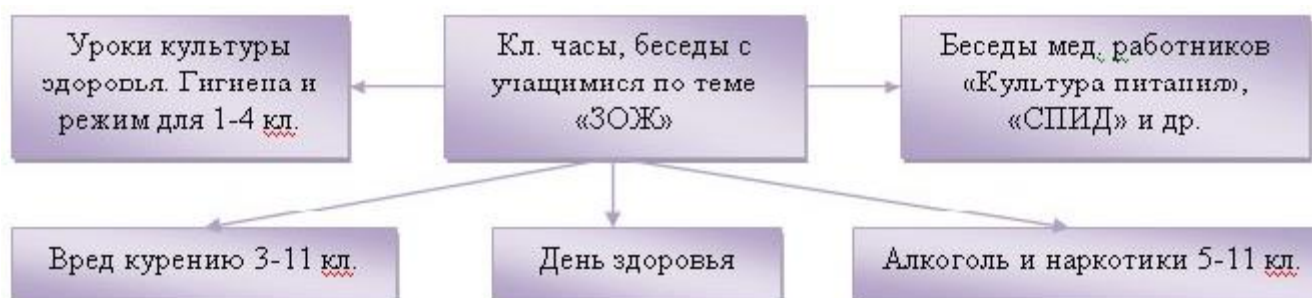 Уроки культуры
здоровья. Гигиена и
режим для 1-4 кл.
Кл. часы, беседы с
учащимися по теме
«ЗОЖ»
Беседы мед. работников
«Культура питания»,
«СПИД» и др.
Вред курению 3-11 кл.
День здоровья
Алкоголь и наркотики 5-11 кл.